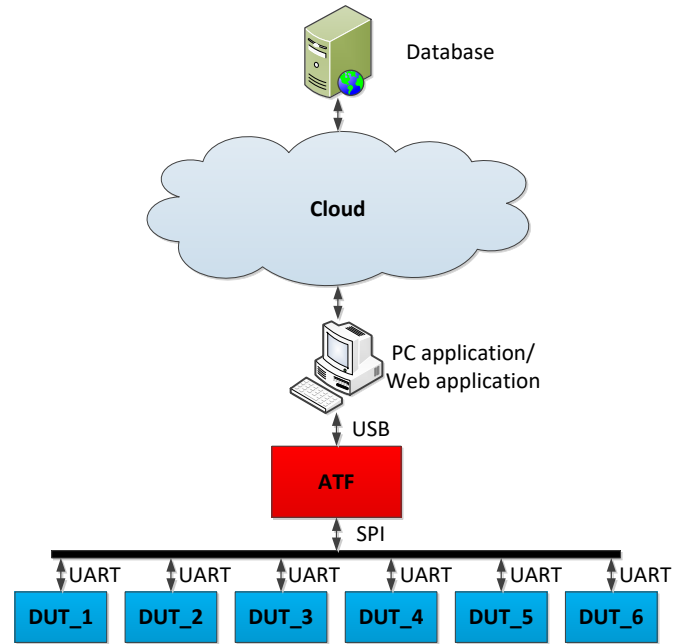 Database
Cloud
PC application/
Web application
USB
ATF
SPI
UART UART UART UART UART UART
DUT_1 DUT_2 DUT_3 DUT_4 DUT_5 DUT_6